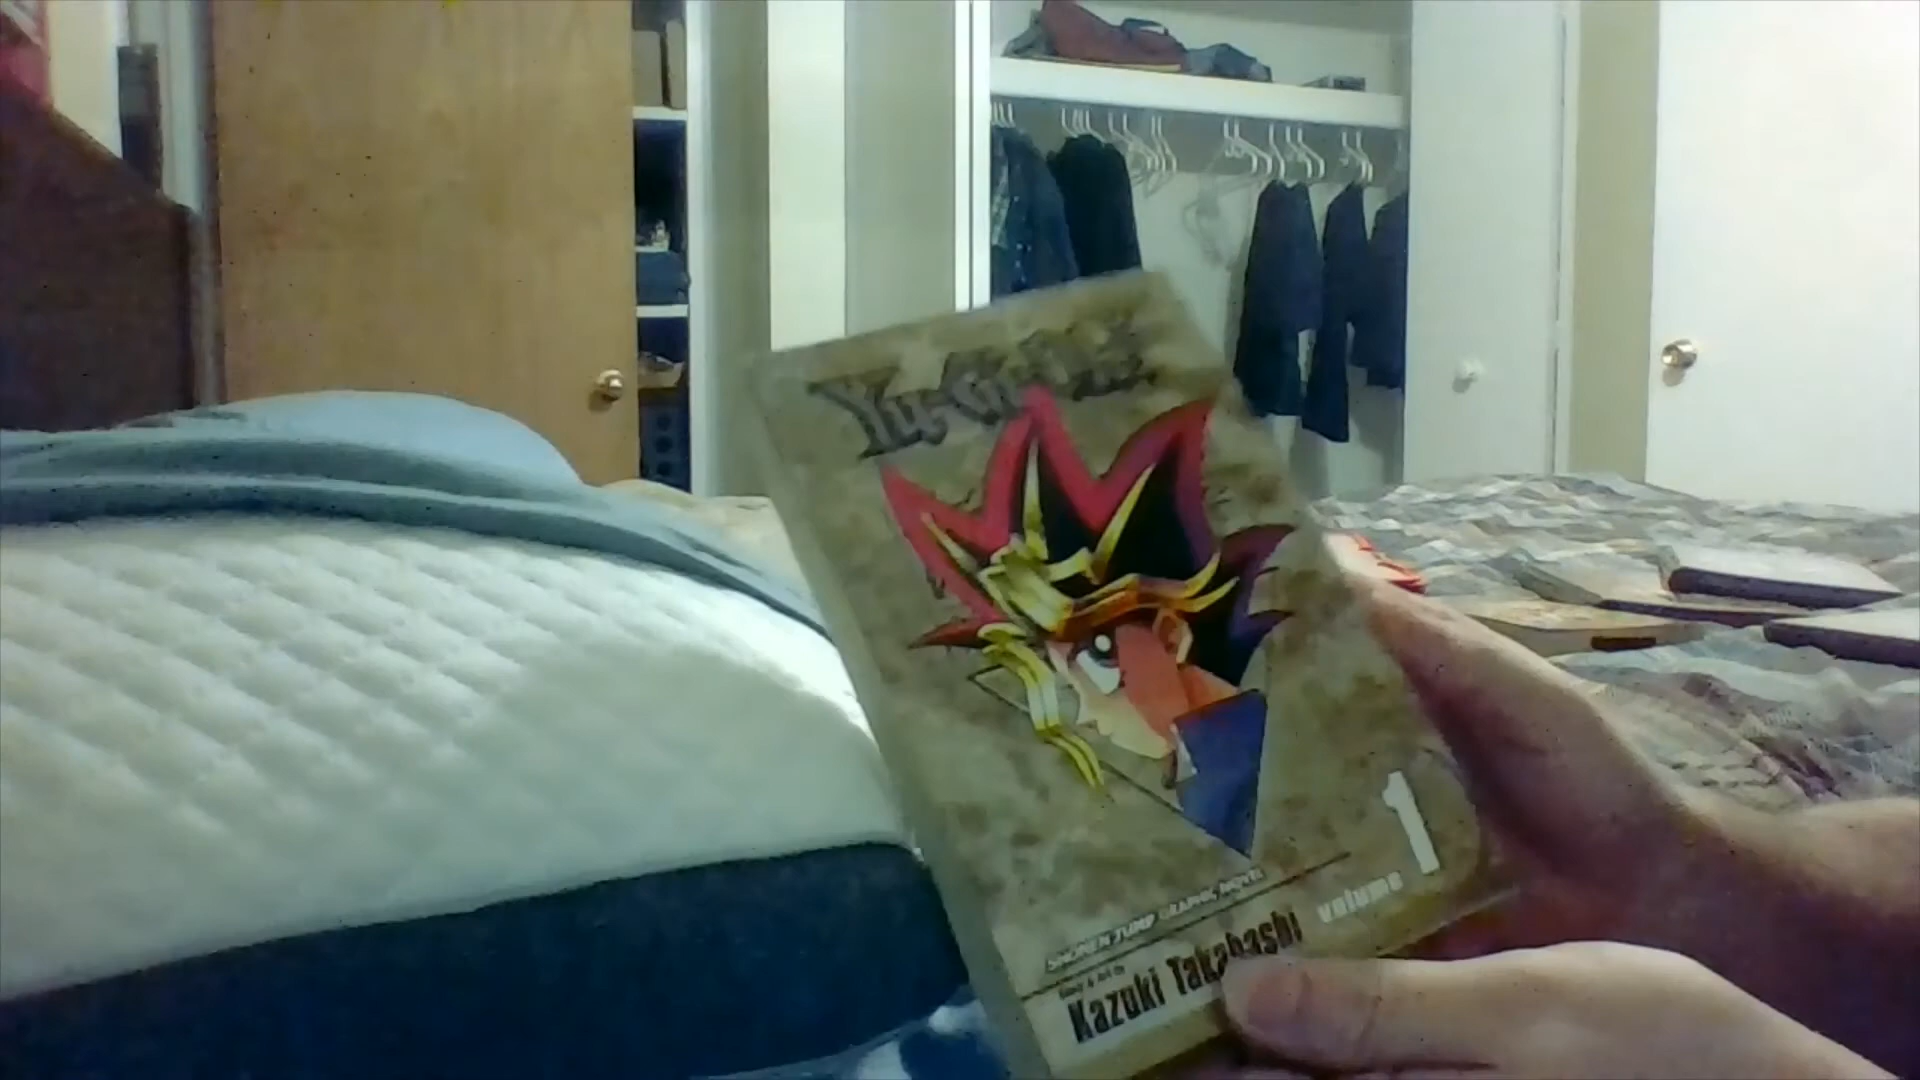 Yu-Gi-Oh!
SHONEN JUMP GRAPHIC NOVEL
Story & Art by
Kazuki Takahashi
volume 1